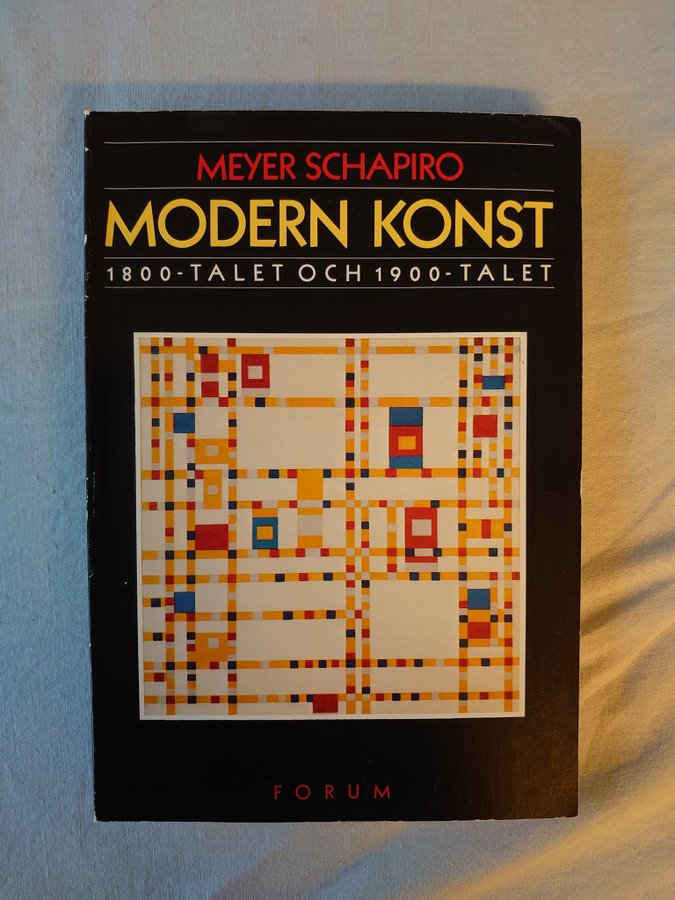 MEYER SCHAPIRO
MODERN KONST
1800-TALET OCH 1900-TALET
FORUM